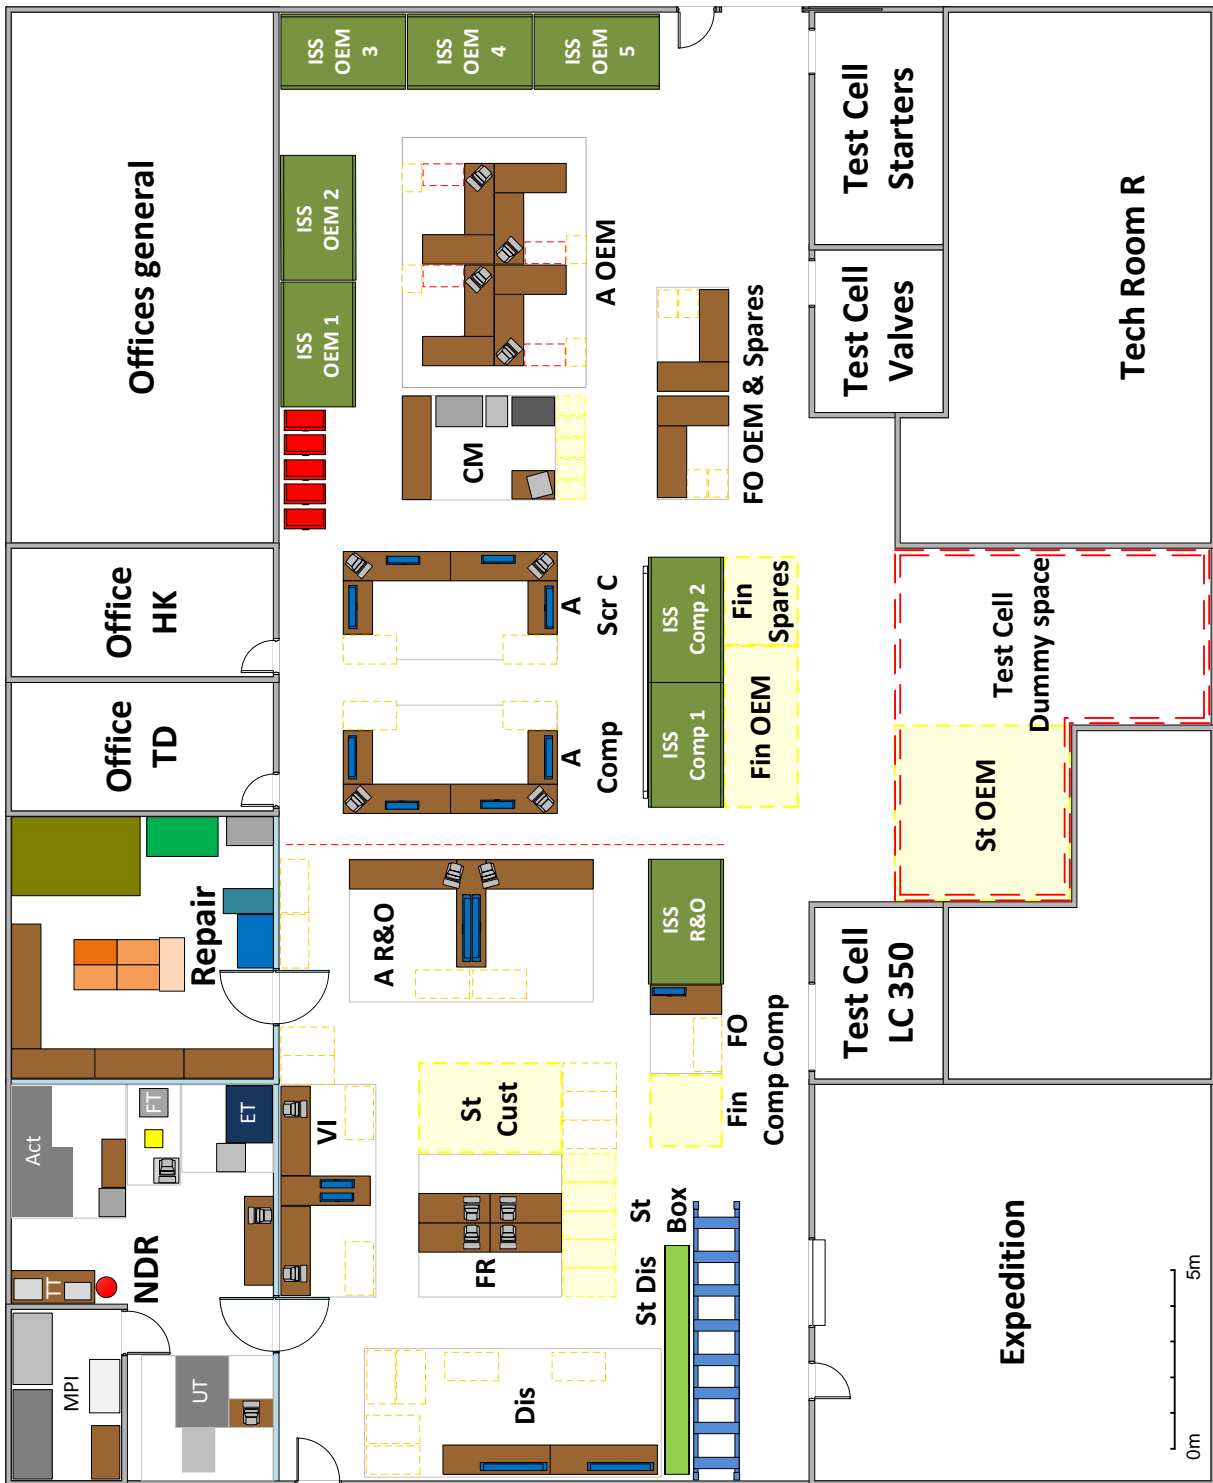 Offices general
Office
HK
Office
TD
Repair
NDR
Act
FT
ET
TT
MPI
UT
ISS
OEM
3
ISS
OEM
4
ISS
OEM
5
ISS
OEM 2
ISS
OEM 1
A OEM
CM
FO OEM & Spares
A
Scr C
A
Comp
ISS
Comp 2
ISS
Comp 1
Fin
Spares
Fin OEM
A R&O
ISS
R&O
FO
Comp
Fin
Comp
VI
St
Cust
FR
St
Box
St Dis
Dis
Test Cell
Starters
Test Cell
Valves
Tech Room R
Test Cell
Dummy space
St OEM
Test Cell
LC 350
Expedition
0m
5m